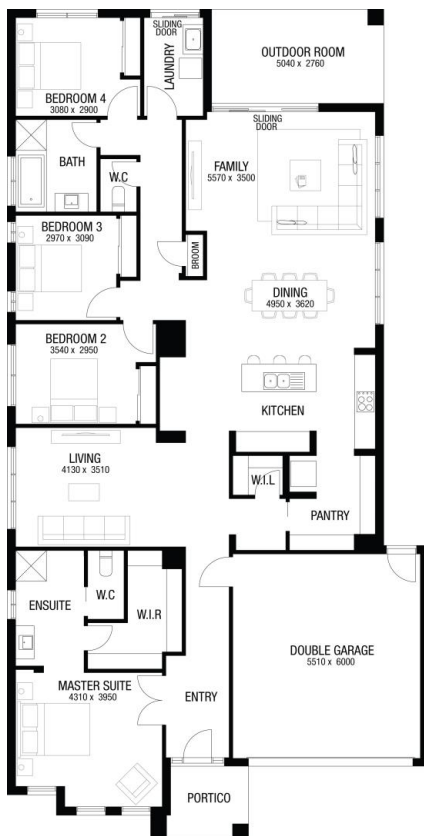 SLIDING
DOOR
LAUNDRY
OUTDOOR ROOM
5040 x 2760
BEDROOM 4
3080 x 2900
SLIDING
DOOR
BATH
W.C
FAMILY
5570 x 3500
BEDROOM 3
2970 x 3090
BROOM
DINING
4950 x 3620
BEDROOM 2
3540 x 2950
KITCHEN
LIVING
4130 x 3510
W.I.L
PANTRY
W.C
ENSUITE
W.I.R
DOUBLE GARAGE
5510 x 6000
MASTER SUITE
4310 x 3950
ENTRY
PORTICO